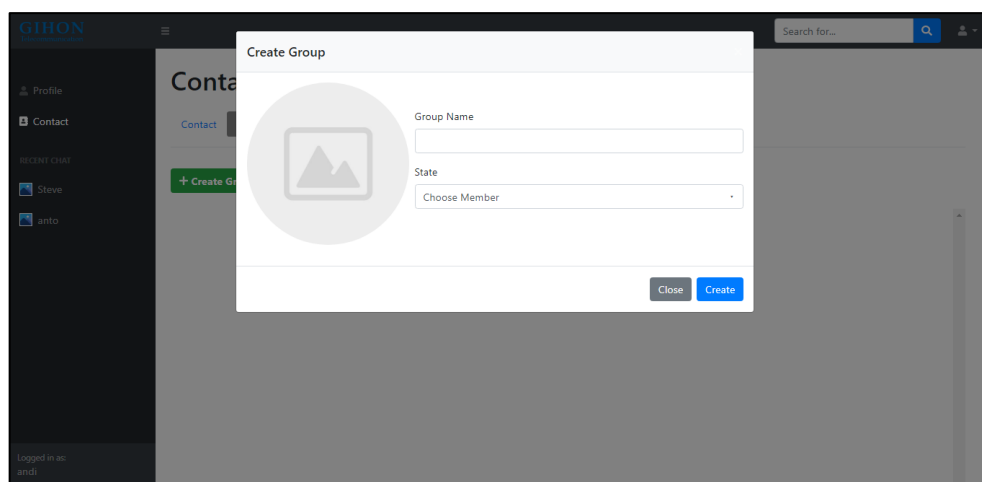 GIHON
Search for...
Create Group
Profile
Conta
Contact
Contact
Group Name
RECENT CHAT
State
+ Create Gr
Steve
Choose Member
anto
Close
Create
Logged in as:
andi